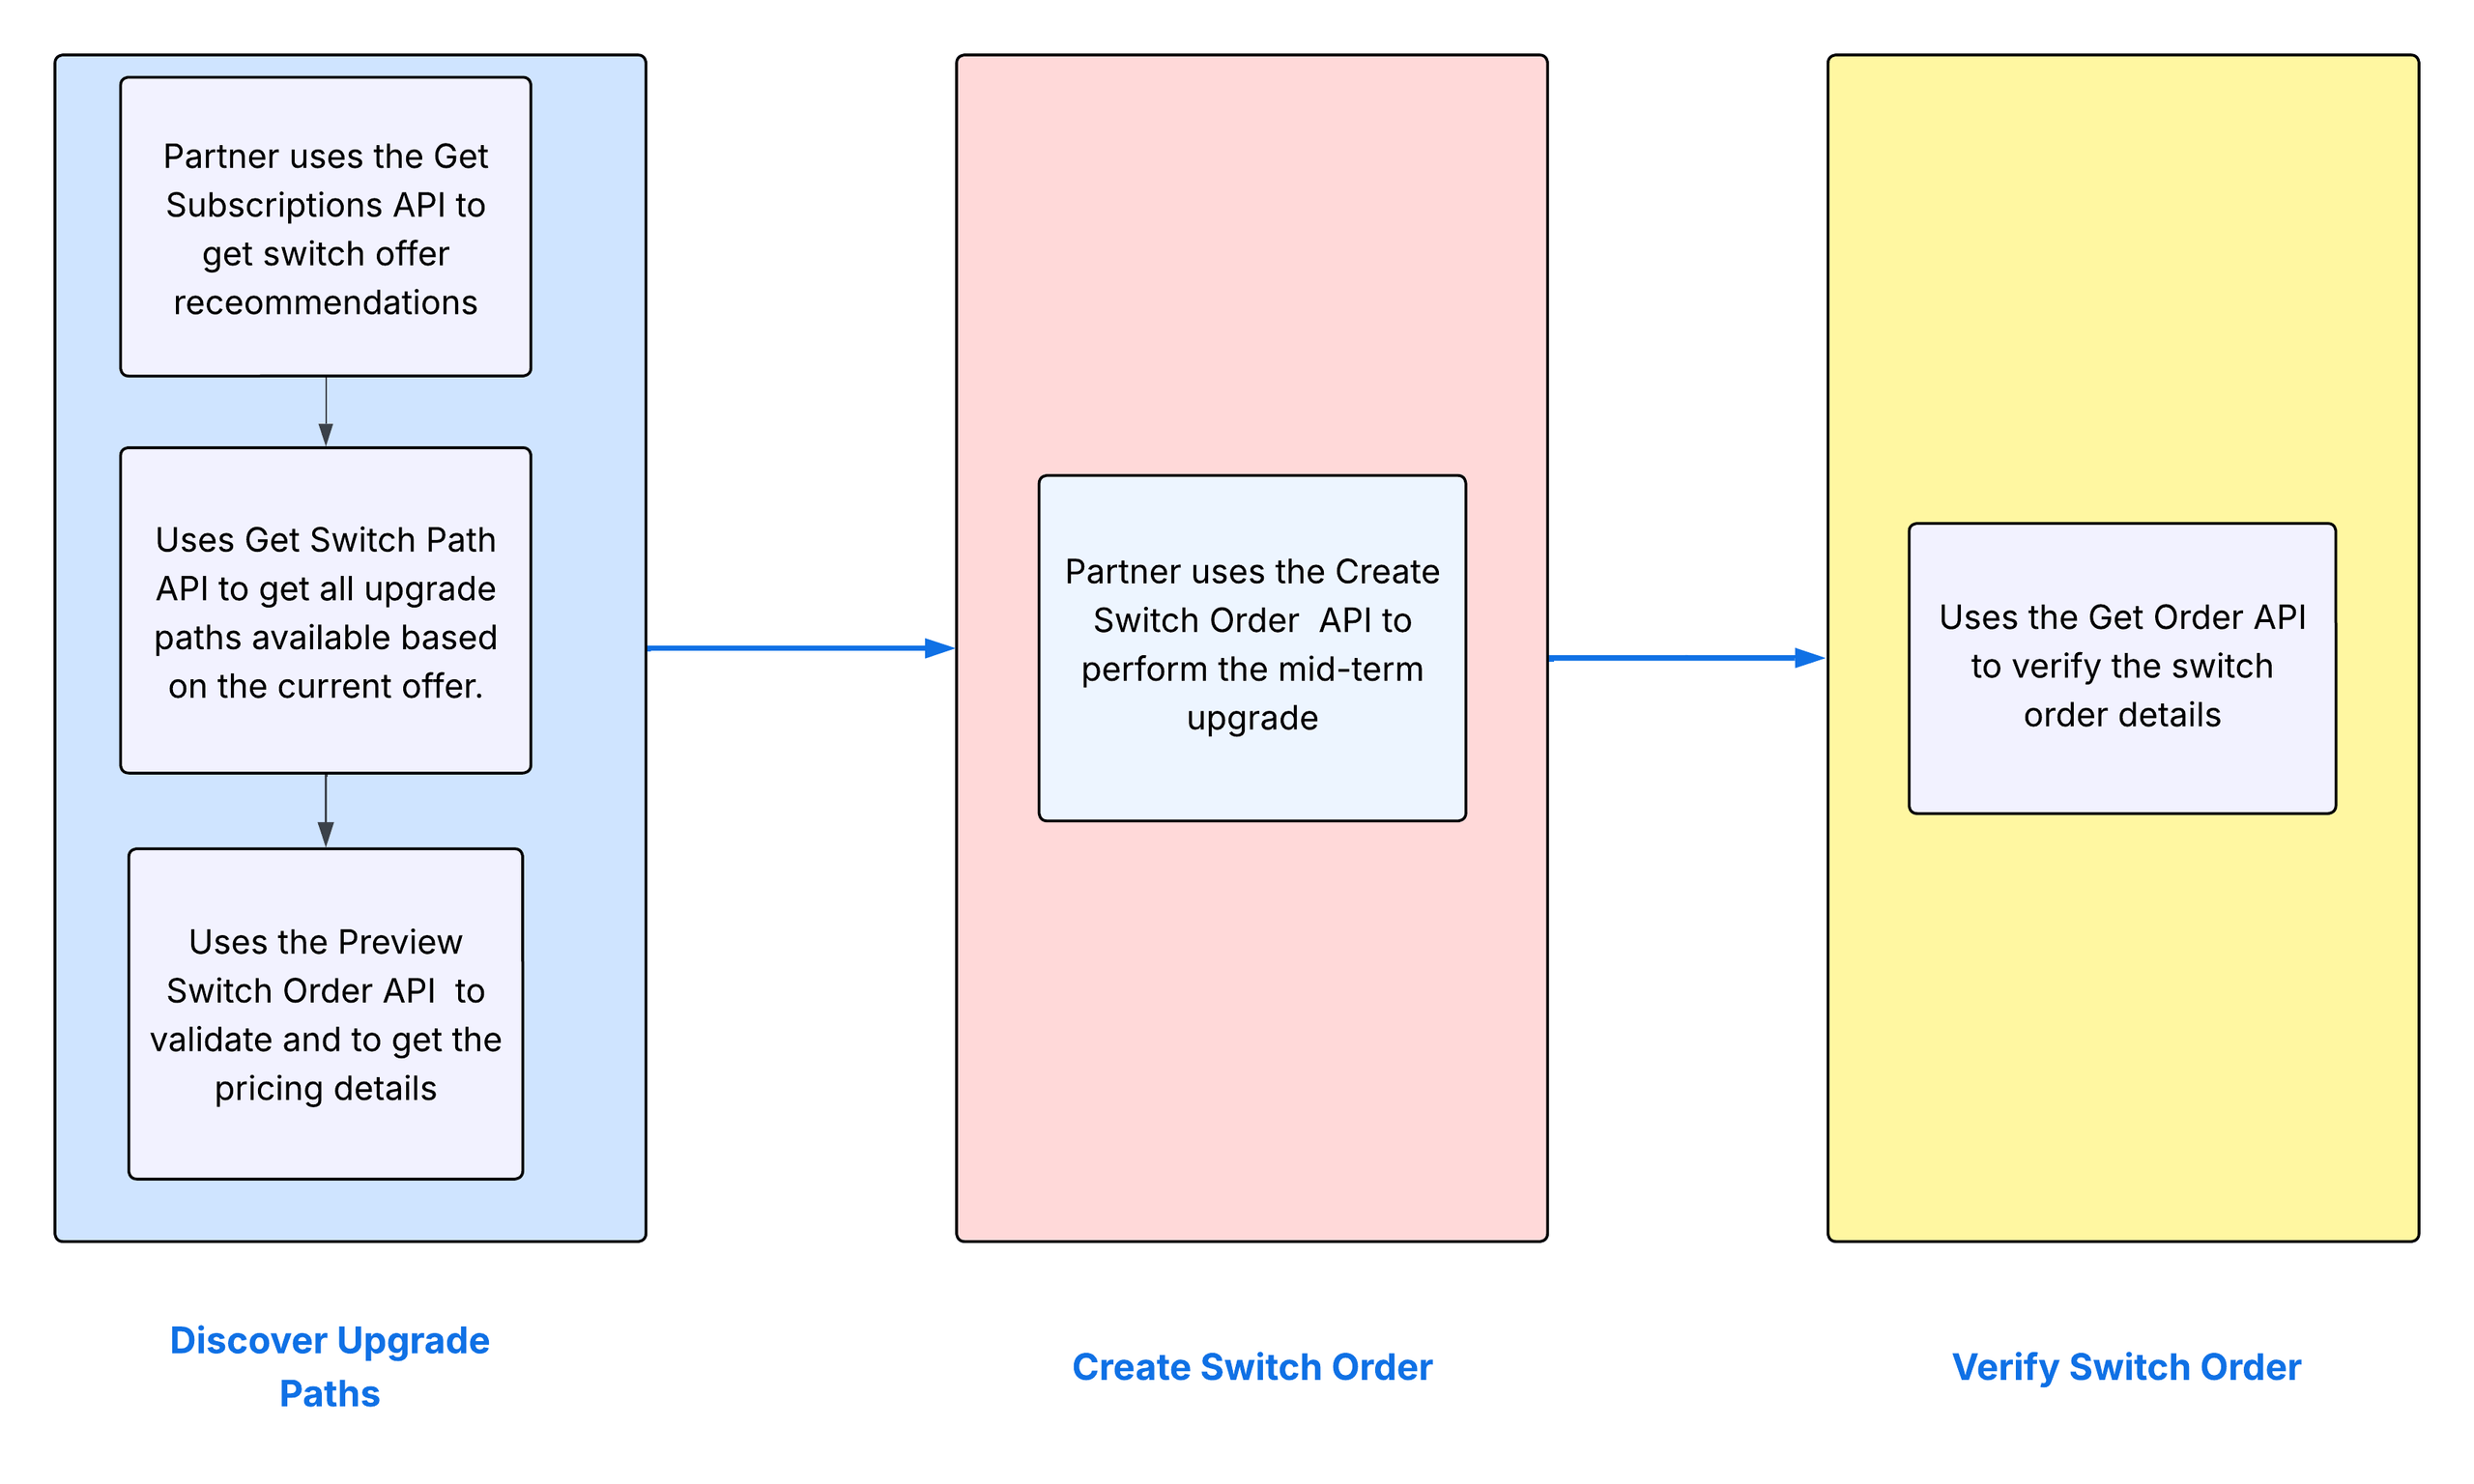 Partner uses the Get
Subscriptions API to
get switch offer
receommendations
Uses Get Switch Path
API to get all upgrade
paths available based
on the current offer.
Uses the Preview
Switch Order API  to
validate and to get the
pricing details
Discover Upgrade
Paths
Partner uses the Create
Switch Order  API to
perform the mid-term
upgrade
Create Switch Order
Uses the Get Order API
to verify the switch
order details
Verify Switch Order